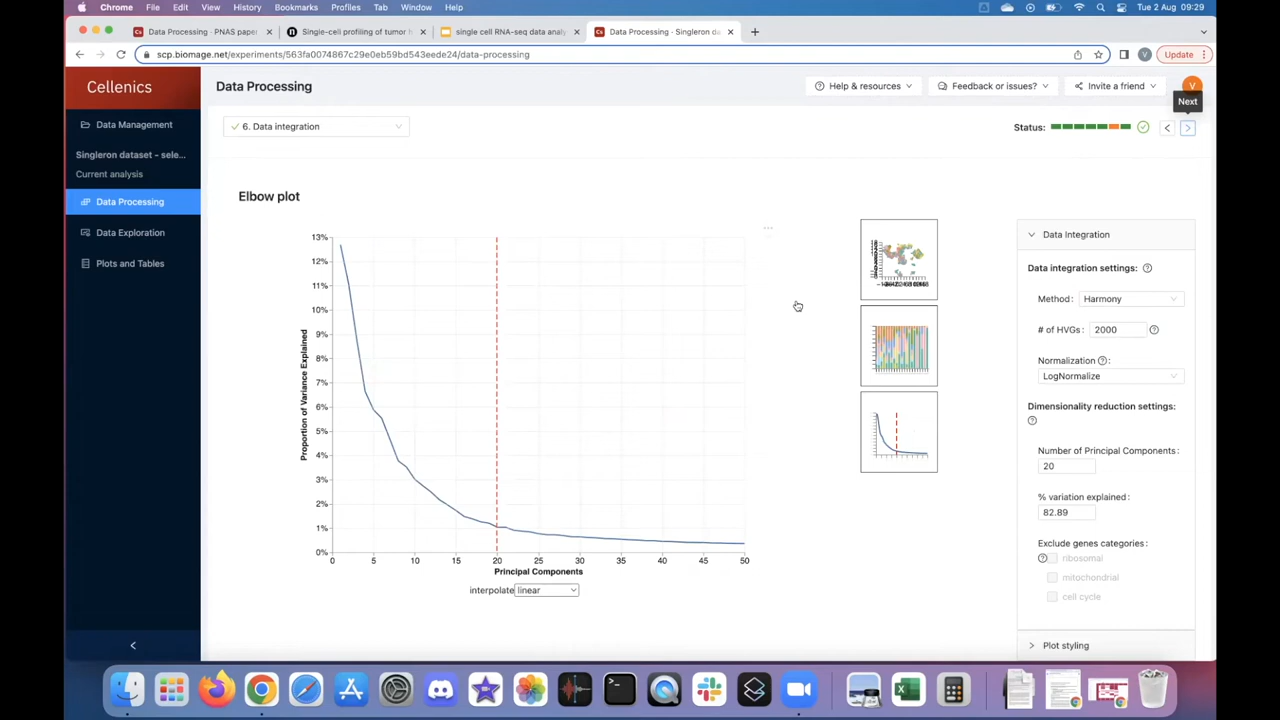 Chrome File Edit View History Bookmarks Profiles Tab Window Help Tue 2 Aug 09:29
Data Processing - PNAS paper Single-cell profiling of tumor h single cell RNA-seq data analy Data Processing - Singleron da
scp.biomage.net/experiments/563fa0074867c29e0eb59bd543eede24/data-processing
V
Update
Cellenics
Data Processing
Help & resources
Feedback or issues?
Invite a friend
V
Next
Data Management
6. Data integration
Status:
Singleron dataset - sele...
Current analysis
Data Processing
Data Exploration
Plots and Tables
Elbow plot
13%
12%
11%
10%
9%
8%
7%
6%
5%
4%
3%
2%
1%
0%
Proportion of Variance Explained
0 5 10 15 20 25 30 35 40 45 50
Principal Components
interpolate linear
Data Integration
Data integration settings:
Method: Harmony
# of HVGs: 2000
Normalization :
LogNormalize
Dimensionality reduction settings:
Number of Principal Components :
20
% variation explained :
82.89
Exclude genes categories :
ribosomal
mitochondrial
cell cycle
Plot styling